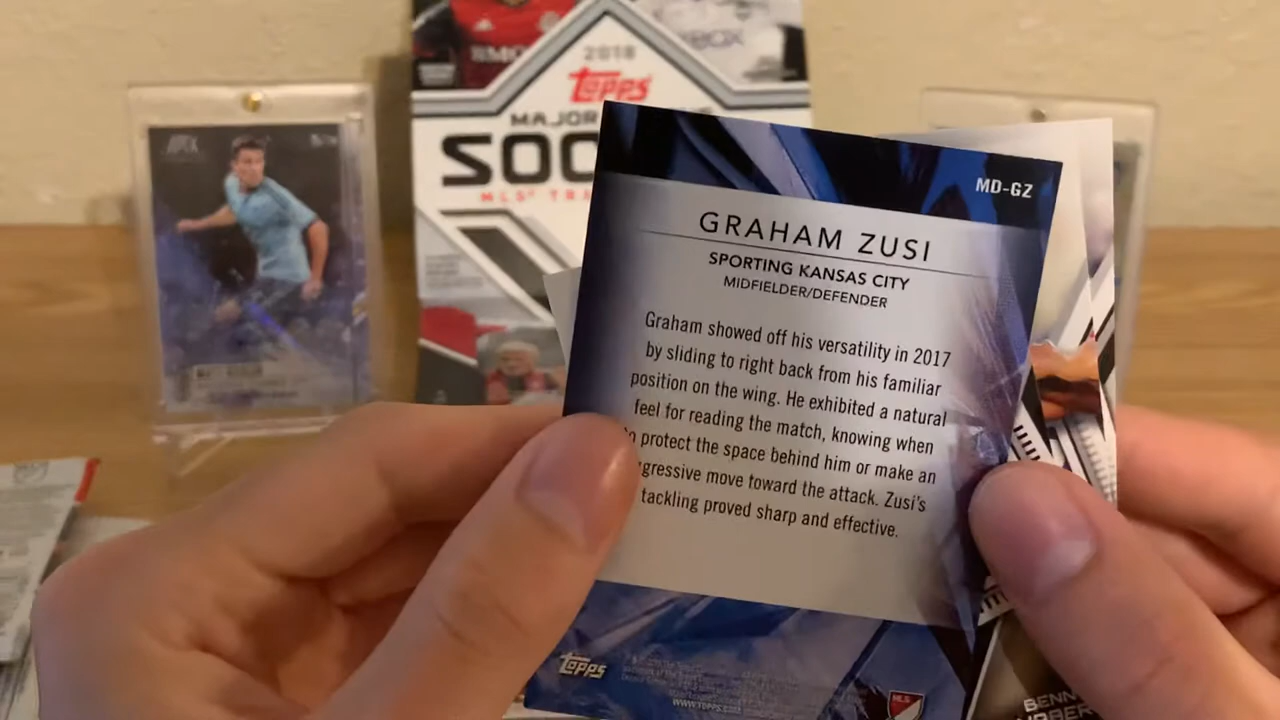 2018
Topps
MAJOR
SOC
MLS® TRA
BMO
MD-GZ
GRAHAM ZUSI
SPORTING KANSAS CITY
MIDFIELDER/DEFENDER
Graham showed off his versatility in 2017
by sliding to right back from his familiar
position on the wing. He exhibited a natural
feel for reading the match, knowing when
o protect the space behind him or make an
gressive move toward the attack. Zusi's
tackling proved sharp and effective.
Topps
WWW.TOPPS.COM
MLS
BENN